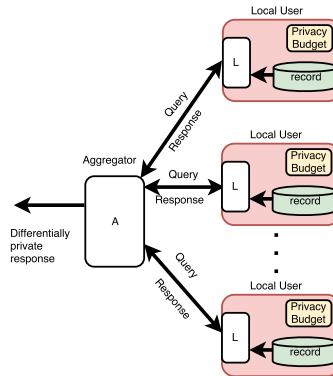 Local User
Privacy
Budget
L
record
Query
Response
Local User
Aggregator
Privacy
Budget
Query
L
Response
record
A
Differentially
private
response
Query
Response
Local User
Privacy
Budget
L
record